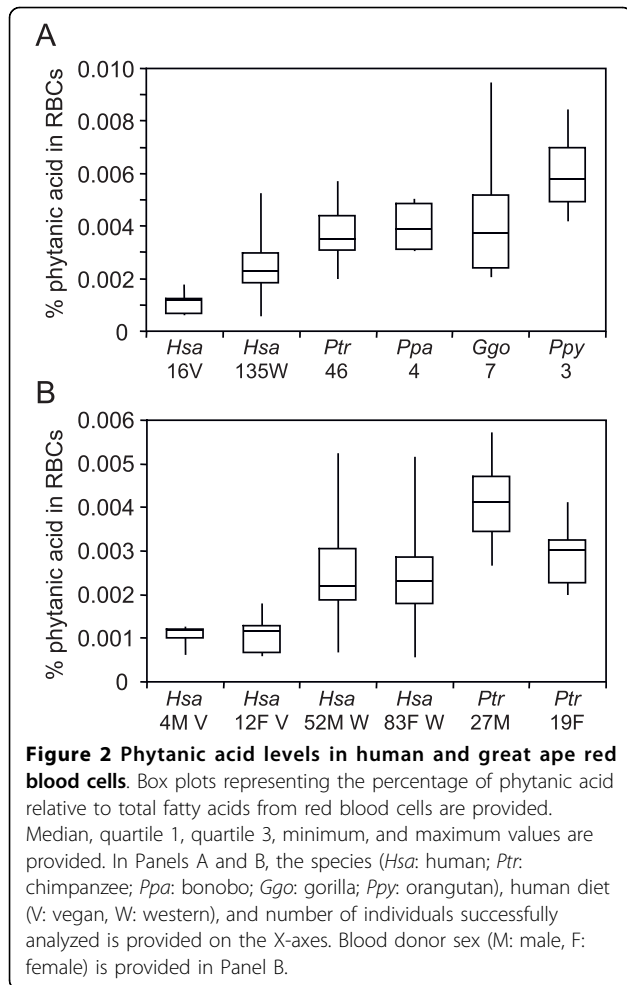 A
% phytanic acid in RBCs
0.010
0.008
0.006
0.004
0.002
0
Hsa Hsa Ptr Ppa Ggo Ppy
16V 135W 46 4 7 3
B
% phytanic acid in RBCs
0.006
0.005
0.004
0.003
0.002
0.001
0
Hsa Hsa Hsa Hsa Ptr Ptr
4M V 12F V 52M W 83F W 27M 19F
Figure 2 Phytanic acid levels in human and great ape red
blood cells. Box plots representing the percentage of phytanic acid
relative to total fatty acids from red blood cells are provided.
Median, quartile 1, quartile 3, minimum, and maximum values are
provided. In Panels A and B, the species (Hsa: human; Ptr:
chimpanzee; Ppa: bonobo; Ggo: gorilla; Ppy: orangutan), human diet
(V: vegan, W: western), and number of individuals successfully
analyzed is provided on the X-axes. Blood donor sex (M: male, F:
female) is provided in Panel B.